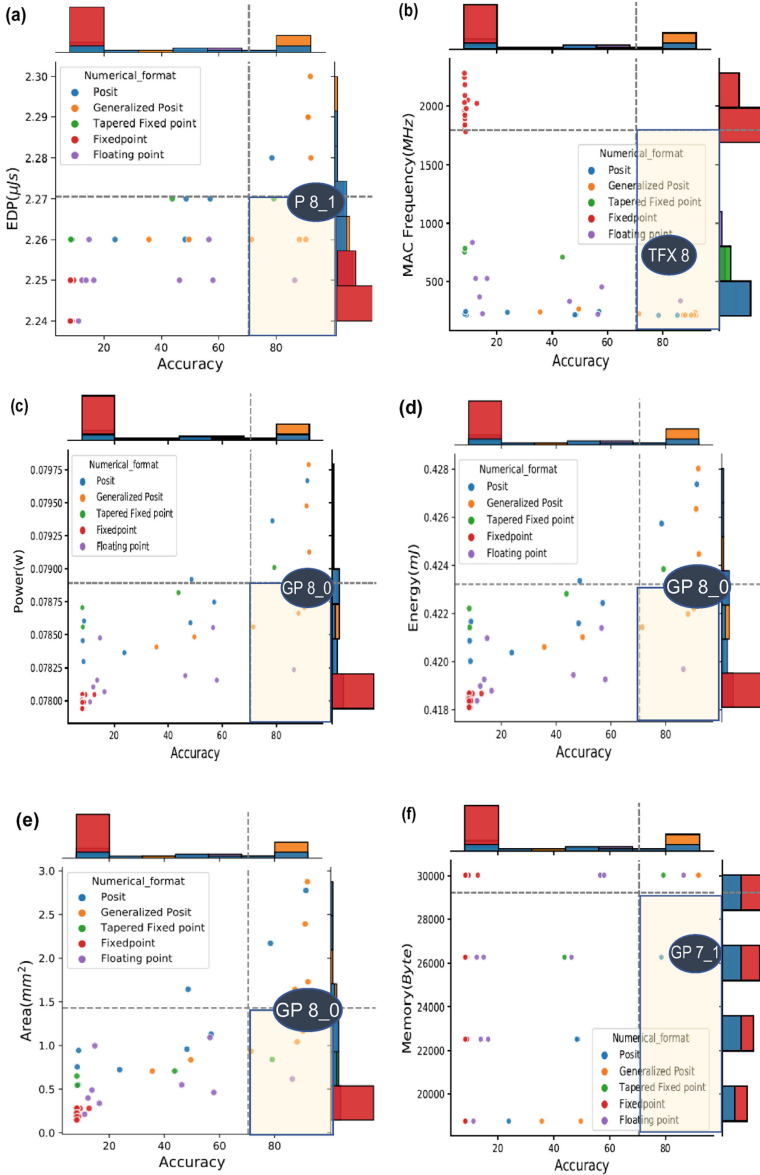 (a)
Numerical_format
Posit
Generalized Posit
Tapered Fixed point
Fixedpoint
Floating point
P 8_1
2.30
2.29
2.28
2.27
2.26
2.25
2.24
EDP(μJs)
20
40
60
80
Accuracy
(b)
Numerical_format
Posit
Generalized Posit
Tapered Fixed point
Fixedpoint
Floating point
TFX 8
2000
1500
1000
500
MAC Frequency(MHz)
20
40
60
80
Accuracy
(c)
Numerical_format
Posit
Generalized Posit
Tapered Fixed point
Fixedpoint
Floating point
GP 8_0
0.07975
0.07950
0.07925
0.07900
0.07875
0.07850
0.07825
0.07800
Power(w)
20
40
60
80
Accuracy
(d)
Numerical_format
Posit
Generalized Posit
Tapered Fixed point
Fixedpoint
Floating point
GP 8_0
0.428
0.426
0.424
0.422
0.420
0.418
Energy(mJ)
20
40
60
80
Accuracy
(e)
Numerical_format
Posit
Generalized Posit
Tapered Fixed point
Fixedpoint
Floating point
GP 8_0
3.0
2.5
2.0
1.5
1.0
0.5
0.0
Area(mm²)
20
40
60
80
Accuracy
(f)
GP 7_1
Numerical_format
Posit
Generalized Posit
Tapered Fixed point
Fixedpoint
Floating point
30000
28000
26000
24000
22000
20000
Memory(Byte)
20
40
60
80
Accuracy